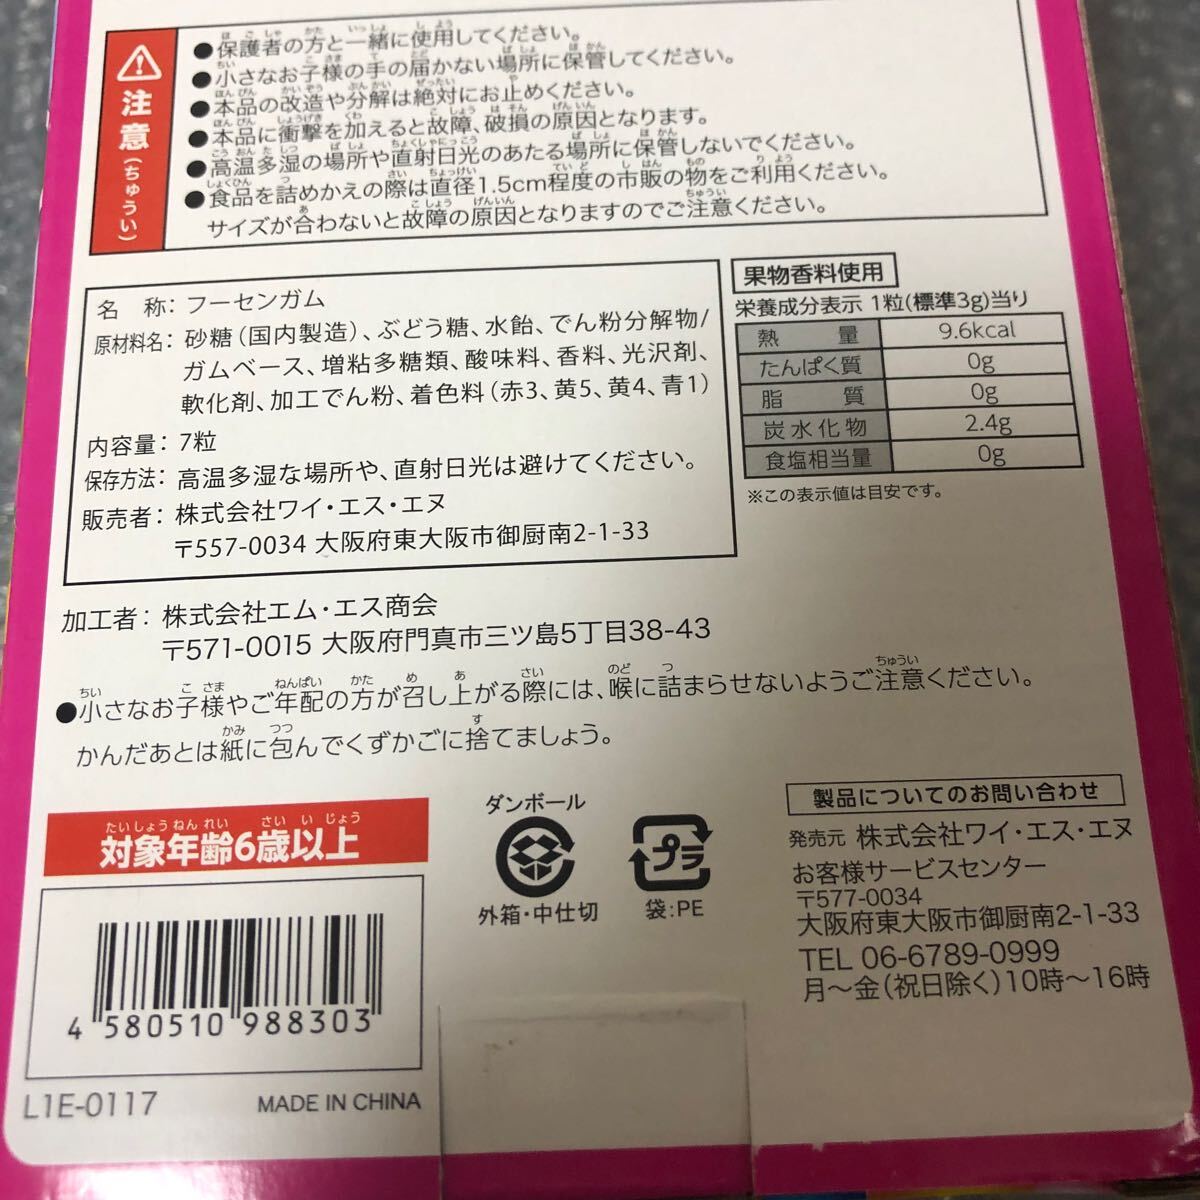 注意(ちゅうい)
●保護者の方と一緒に使用してください。
●小さなお子様の手の届かない場所に保管してください。
●本品の改造や分解は絶対にお止めください。
●本品に衝撃を加えると故障、破損の原因となります。
●高温多湿の場所や直射日光のあたる場所に保管しないでください。
●食品を詰めかえの際は直径1.5cm程度の市販の物をご利用ください。
サイズが合わないと故障の原因となりますのでご注意ください。
名 称: フーセンガム
原材料名: 砂糖(国内製造)、ぶどう糖、水飴、でん粉分解物/
ガムベース、増粘多糖類、酸味料、香料、光沢剤、
軟化剤、加工でん粉、着色料(赤3、黄5、黄4、青1)
内容量: 7粒
保存方法: 高温多湿な場所や、直射日光は避けてください。
販売者: 株式会社ワイ・エス・エヌ
〒557-0034 大阪府東大阪市御厨南2-1-33
果物香料使用
栄養成分表示 1粒(標準3g)当り
熱量 9.6kcal
たんぱく質 0g
脂質 0g
炭水化物 2.4g
食塩相当量 0g
※この表示値は目安です。
加工者: 株式会社エム・エス商会
〒571-0015 大阪府門真市三ツ島5丁目38-43
●小さなお子様やご年配の方が召し上がる際には、喉に詰まらせないようご注意ください。
かんだあとは紙に包んでくずかごに捨てましょう。
たいしょうねんれい さいいじょう
対象年齢6歳以上
4 580510 988303
L1E-0117
MADE IN CHINA
ダンボール
外箱・中仕切
プラ
袋:PE
製品についてのお問い合わせ
発売元 株式会社ワイ・エス・エヌ
お客様サービスセンター
〒577-0034
大阪府東大阪市御厨南2-1-33
TEL 06-6789-0999
月〜金(祝日除く)10時〜16時